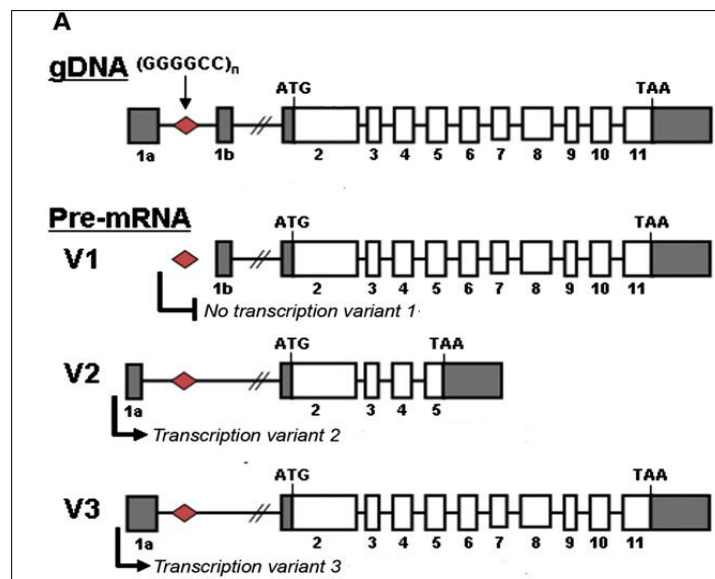 A
gDNA (GGGGCC)n
ATG TAA
1a 1b 2 3 4 5 6 7 8 9 10 11
Pre-mRNA
ATG TAA
V1
1b 2 3 4 5 6 7 8 9 10 11
No transcription variant 1
ATG TAA
V2
1a 2 3 4 5
Transcription variant 2
ATG TAA
V3
1a 2 3 4 5 6 7 8 9 10 11
Transcription variant 3